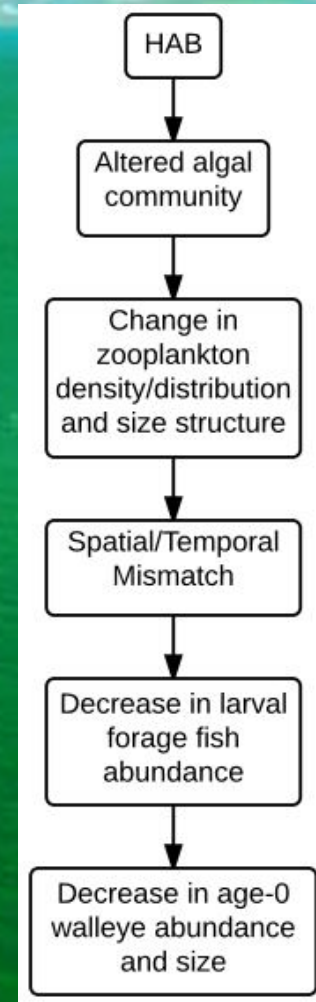 HAB
Altered algal
community
Change in
zooplankton
density/distribution
and size structure
Spatial/Temporal
Mismatch
Decrease in larval
forage fish
abundance
Decrease in age-0
walleye abundance
and size